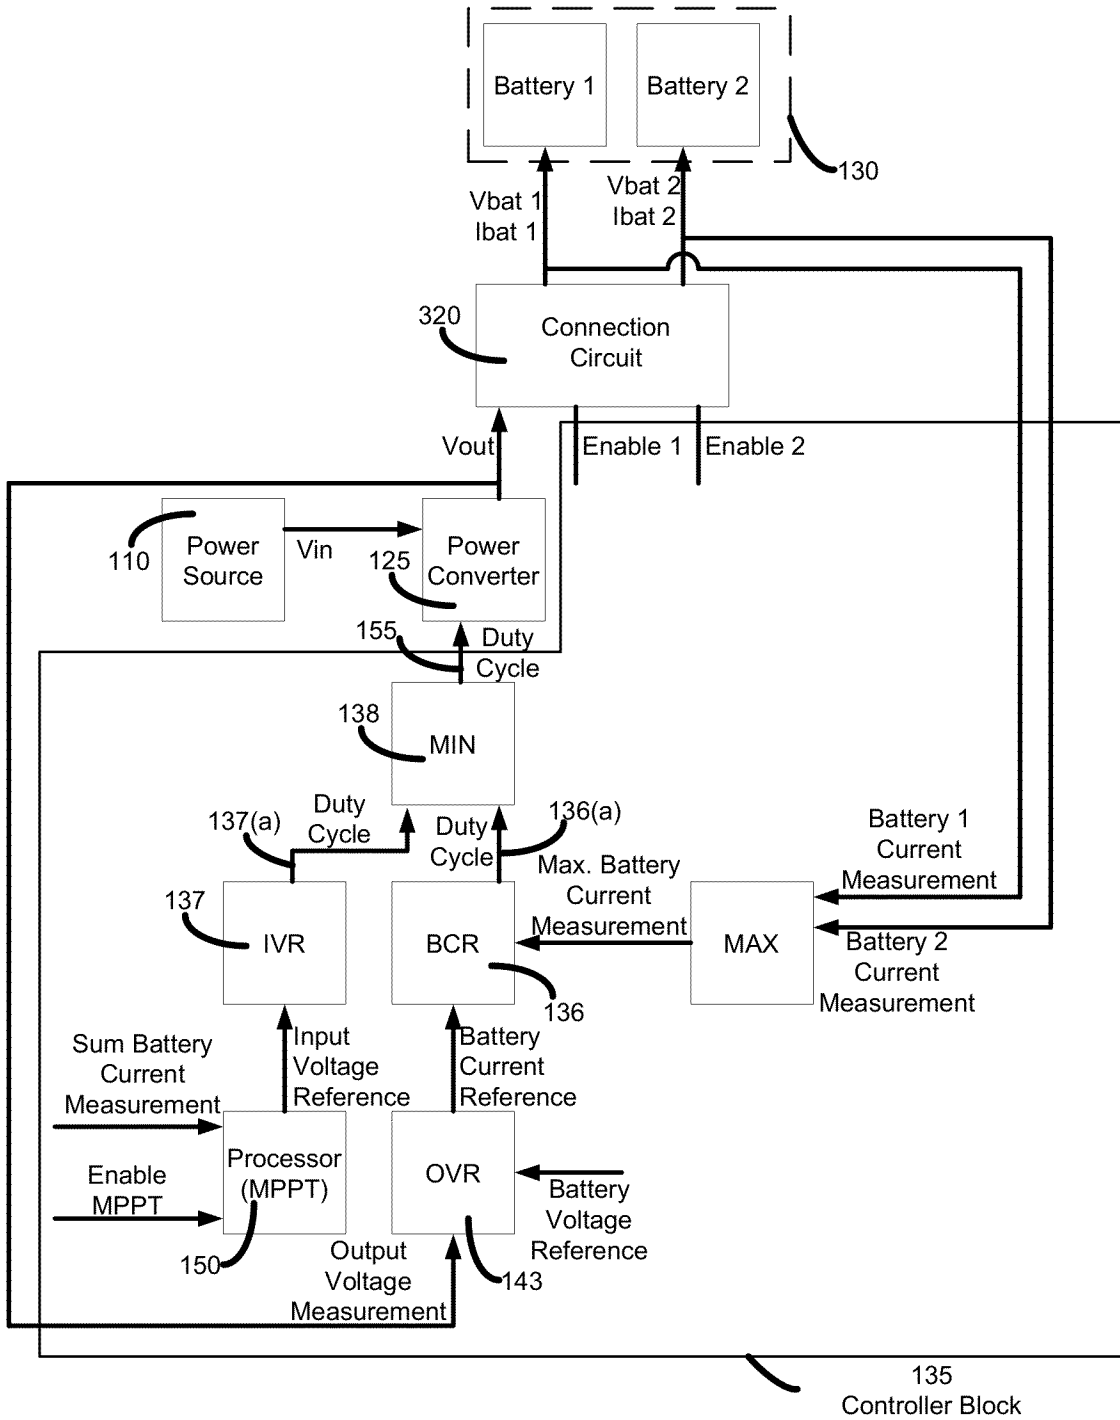 Battery 1
Battery 2
130
Vbat 1
Ibat 1
Vbat 2
Ibat 2
320
Connection
Circuit
Vout
Enable 1
Enable 2
110
Power
Source
Vin
Power
Converter
125
155
Duty
Cycle
138
MIN
137(a)
Duty
Cycle
Duty
Cycle
136(a)
Max. Battery
Current
Measurement
Battery 1
Current
Measurement
137
IVR
BCR
136
MAX
Battery 2
Current
Measurement
Sum Battery
Current
Measurement
Input
Voltage
Reference
Battery
Current
Reference
Enable
MPPT
Processor
(MPPT)
150
OVR
143
Battery
Voltage
Reference
Output
Voltage
Measurement
135
Controller Block